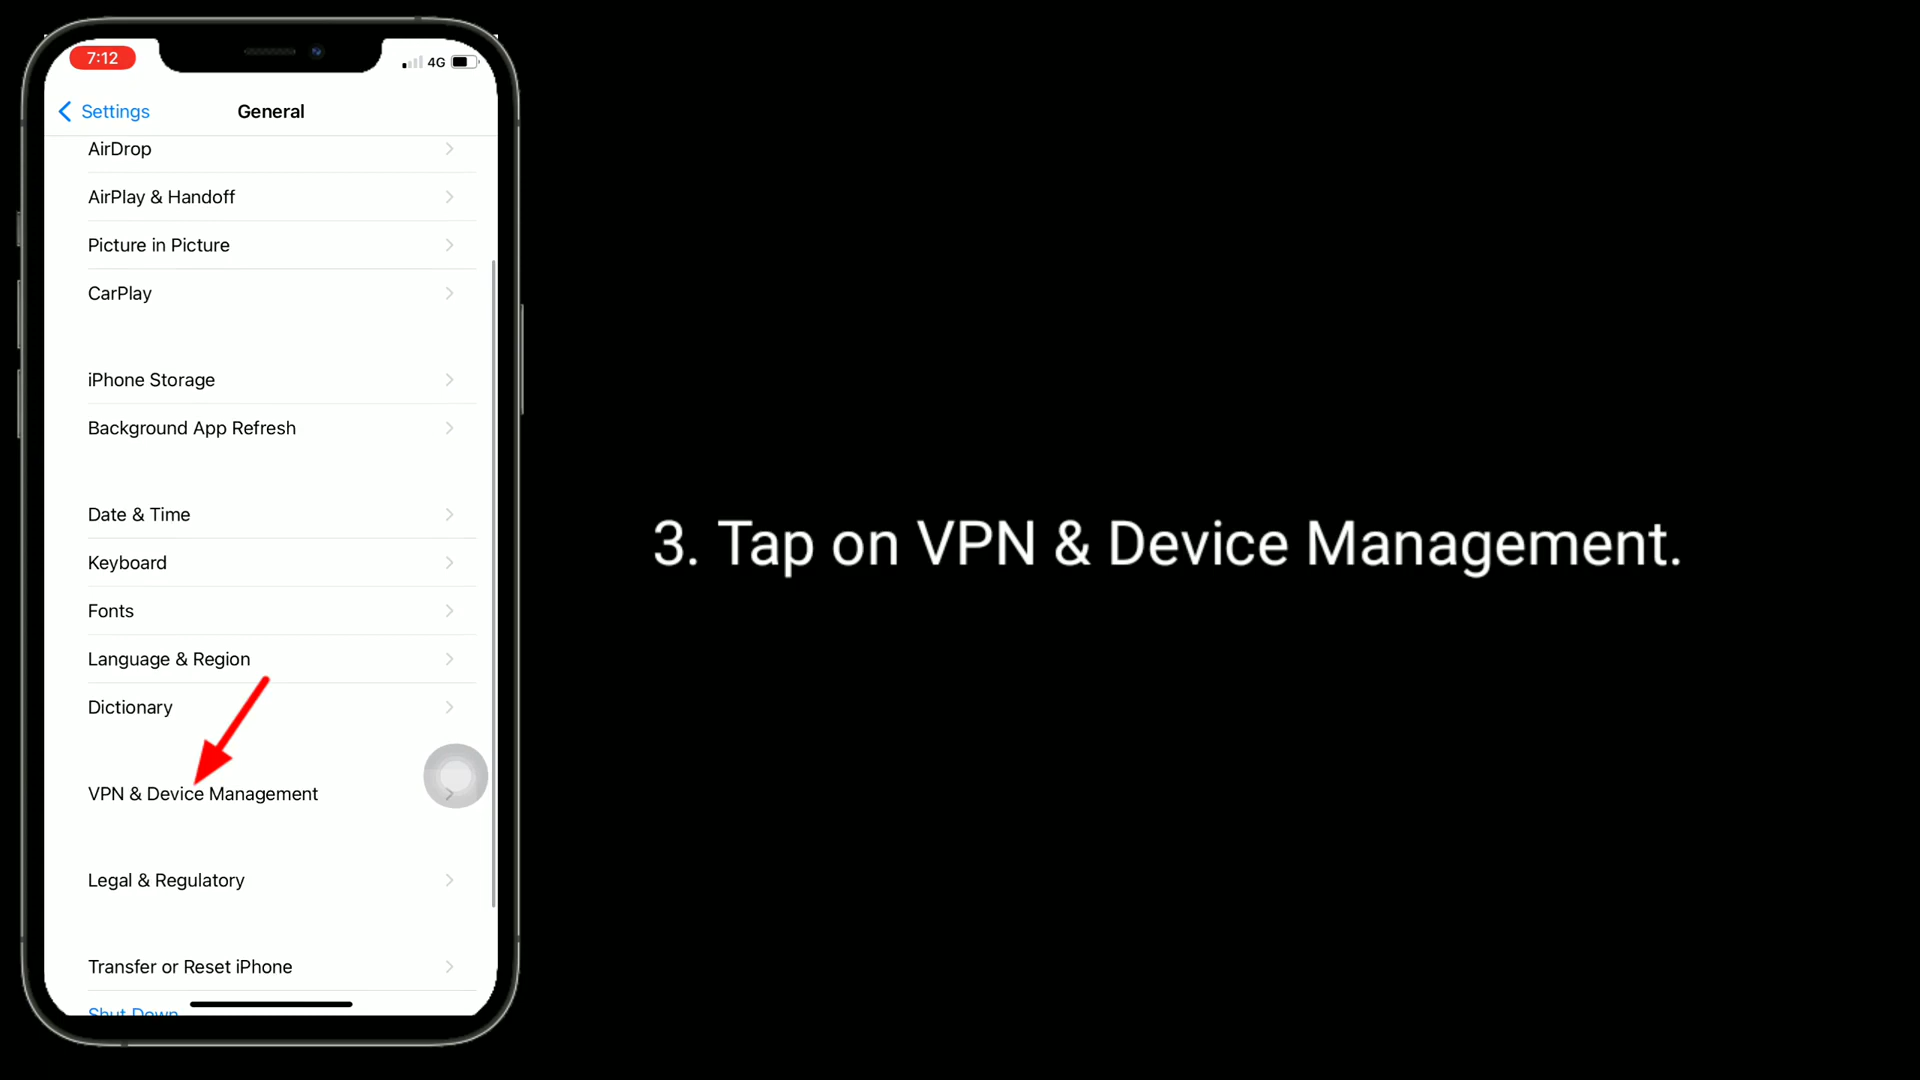 7:12
4G
Settings
General
AirDrop
AirPlay & Handoff
Picture in Picture
CarPlay
iPhone Storage
Background App Refresh
Date & Time
Keyboard
Fonts
Language & Region
Dictionary
VPN & Device Management
Legal & Regulatory
Transfer or Reset iPhone
Shut Down
3. Tap on VPN & Device Management.